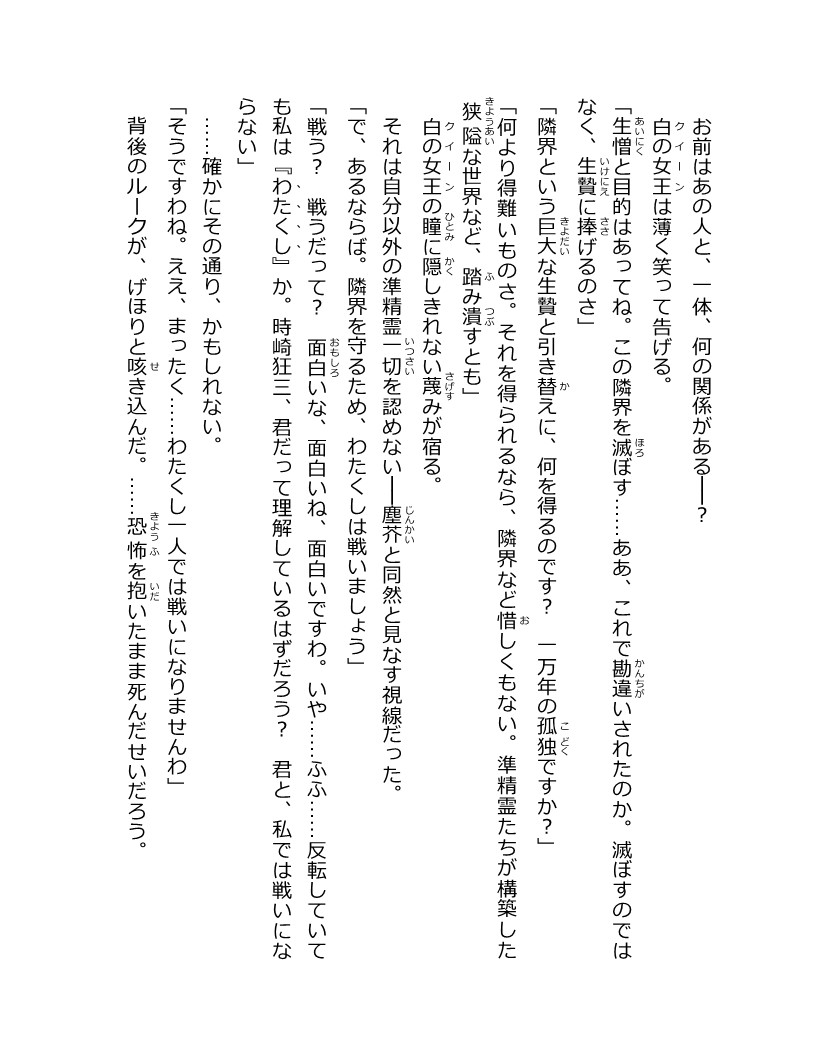 お前はあの人と、一体、何の関係がある――？
白の女王は薄く笑って告げる。
「生憎と目的はあってね。この隣界を滅ぼす……ああ、これで勘違いされたのか。滅ぼすのでは
なく、生贄に捧げるのさ」
「隣界という巨大な生贄と引き替えに、何を得るのです？　一万年の孤独ですか？」
「何より得難いものさ。それを得られるなら、隣界など惜しくもない。準精霊たちが構築した
狭隘な世界など、踏み潰すとも」
白の女王の瞳に隠しきれない蔑みが宿る。
それは自分以外の準精霊一切を認めない――塵芥と同然と見なす視線だった。
「で、あるならば。隣界を守るため、わたくしは戦いましょう」
「戦う？　戦うだって？　面白いな、面白いね、面白いですわ。いや……ふふ……反転していて
も私は『わたくし』か。時崎狂三、君だって理解しているはずだろう？　君と、私では戦いにな
らない」
……確かにその通り、かもしれない。
「そうですわね。ええ、まったく……わたくし一人では戦いになりませんわ」
背後のルークが、げほりと咳き込んだ。……恐怖を抱いたまま死んだせいだろう。